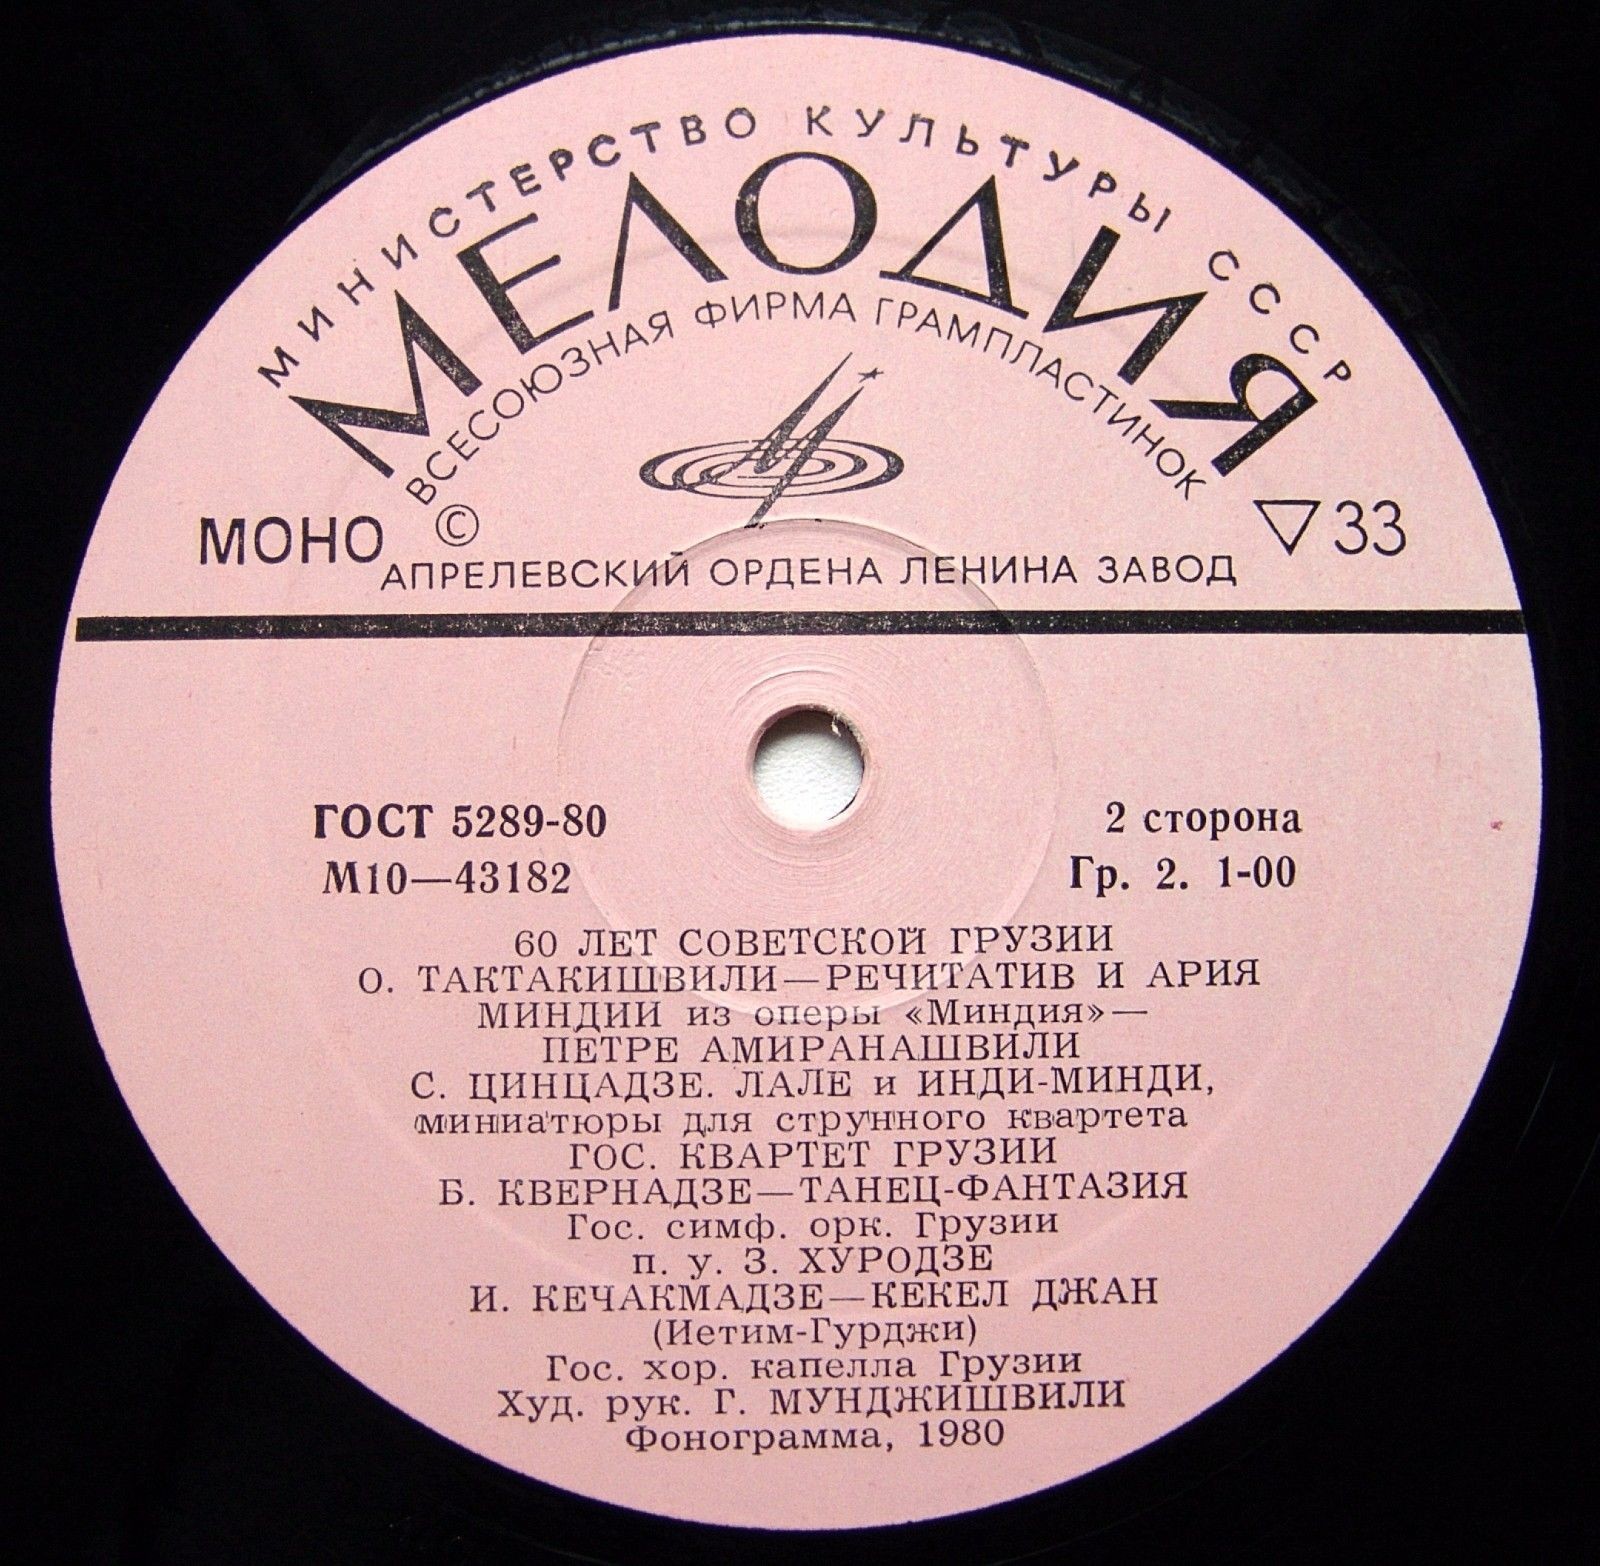 МИНИСТЕРСТВО КУЛЬТУРЫ СССР
МЕЛОДИЯ
ВСЕСОЮЗНАЯ ФИРМА ГРАМПЛАСТИНОК
МОНО © ▽ 33
АПРЕЛЕВСКИЙ ОРДЕНА ЛЕНИНА ЗАВОД
ГОСТ 5289-80 2 сторона
М10—43182 Гр. 2. 1-00
60 ЛЕТ СОВЕТСКОЙ ГРУЗИИ
О. ТАКТАКИШВИЛИ—РЕЧИТАТИВ И АРИЯ
МИНДИИ из оперы «Миндия»—
ПЕТРЕ АМИРАНАШВИЛИ
С. ЦИНЦАДЗЕ. ЛАЛЕ и ИНДИ-МИНДИ,
миниатюры для струнного квартета
ГОС. КВАРТЕТ ГРУЗИИ
Б. КВЕРНАДЗЕ—ТАНЕЦ-ФАНТАЗИЯ
Гос. симф. орк. Грузии
п. у. З. ХУРОДЗЕ
И. КЕЧАКМАДЗЕ—КЕКЕЛ ДЖАН
(Иетим-Гурджи)
Гос. хор. капелла Грузии
Худ. рук. Г. МУНДЖИШВИЛИ
Фонограмма, 1980